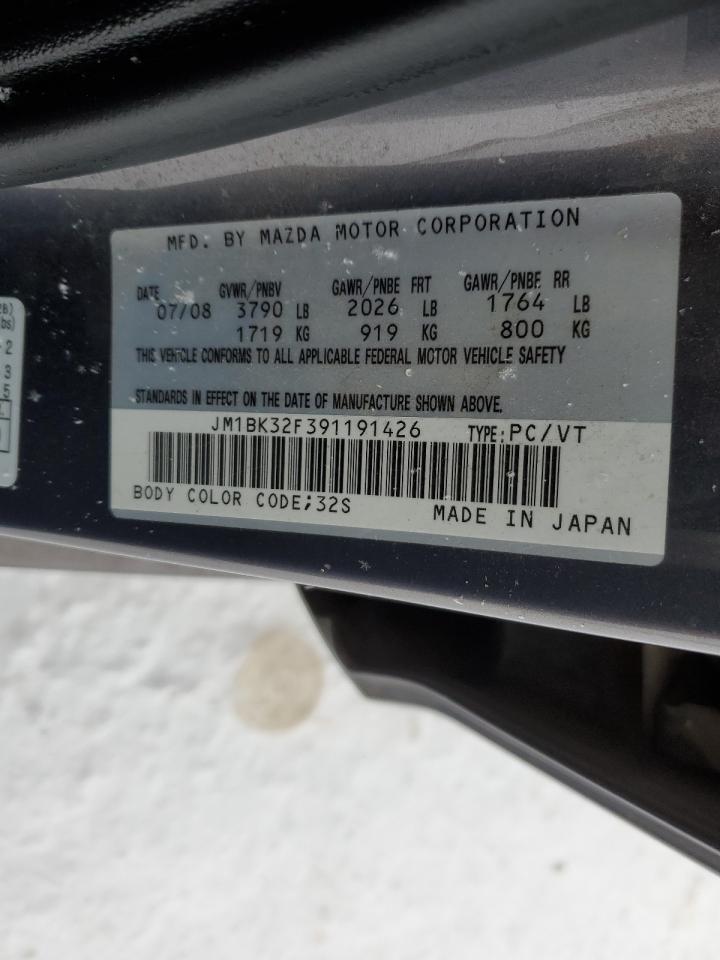 MFD. BY MAZDA MOTOR CORPORATION
DATE GVWR/PNBV GAWR/PNBE FRT GAWR/PNBE RR
07/08 3790 LB 2026 LB 1764 LB
1719 KG 919 KG 800 KG
THIS VEHICLE CONFORMS TO ALL APPLICABLE FEDERAL MOTOR VEHICLE SAFETY
STANDARDS IN EFFECT ON THE DATE OF MANUFACTURE SHOWN ABOVE.
JM1BK32F391191426 TYPE:PC/VT
BODY COLOR CODE;32S MADE IN JAPAN
2
3
5